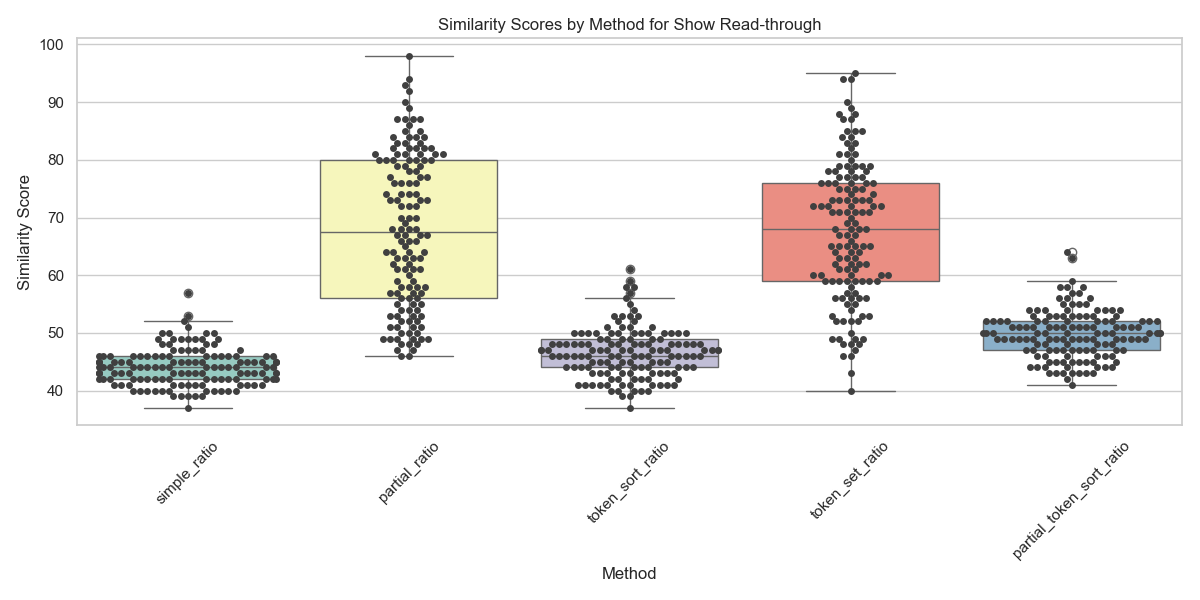 Similarity Scores by Method for Show Read-through
Similarity Score
100
90
80
70
60
50
40
simple_ratio
partial_ratio
token_sort_ratio
token_set_ratio
partial_token_sort_ratio
Method